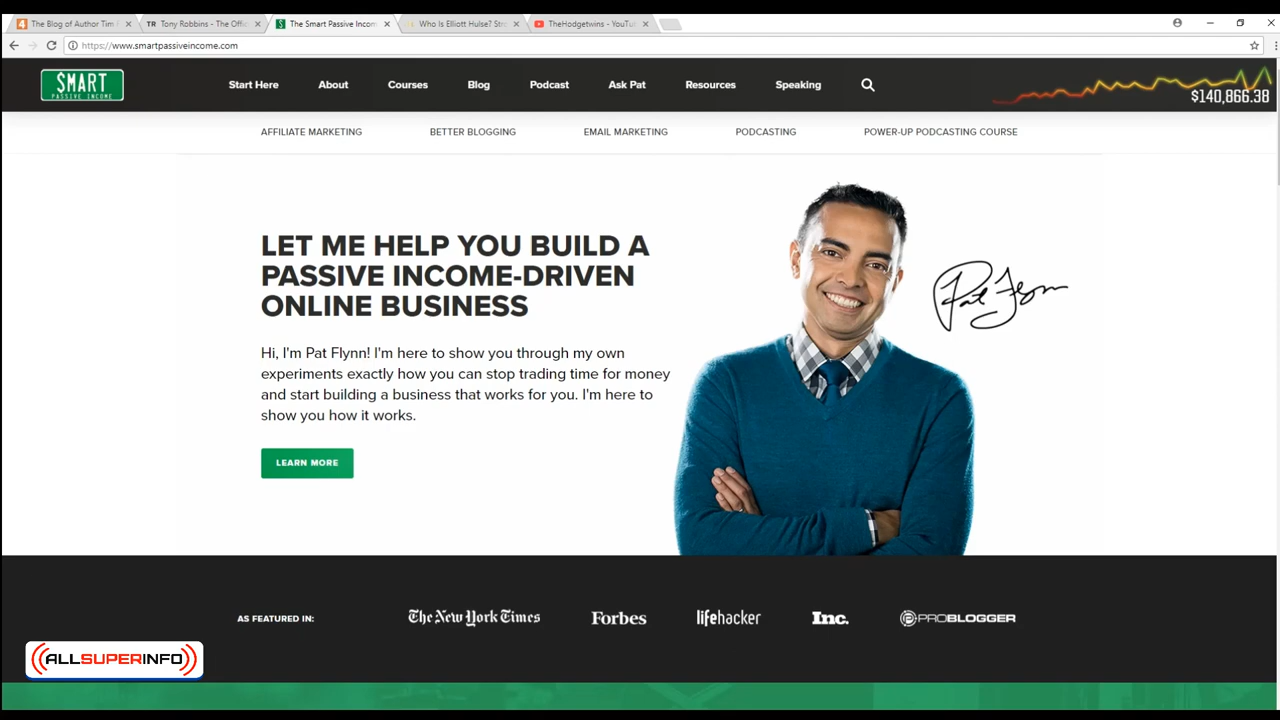 The Blog of Author Tim
TR Tony Robbins - The Offic
$ The Smart Passive Incom
Who Is Elliott Hulse? Stre
TheHodgetwins - YouTu
https://www.smartpassiveincome.com
$MART
PASSIVE INCOME
Start Here
About
Courses
Blog
Podcast
Ask Pat
Resources
Speaking
$140,866.38
AFFILIATE MARKETING
BETTER BLOGGING
EMAIL MARKETING
PODCASTING
POWER-UP PODCASTING COURSE
LET ME HELP YOU BUILD A
PASSIVE INCOME-DRIVEN
ONLINE BUSINESS
Pat Flynn
Hi, I'm Pat Flynn! I'm here to show you through my own
experiments exactly how you can stop trading time for money
and start building a business that works for you. I'm here to
show you how it works.
LEARN MORE
AS FEATURED IN:
The New York Times
Forbes
lifehacker
Inc.
PROBLOGGER
ALLSUPERINFO